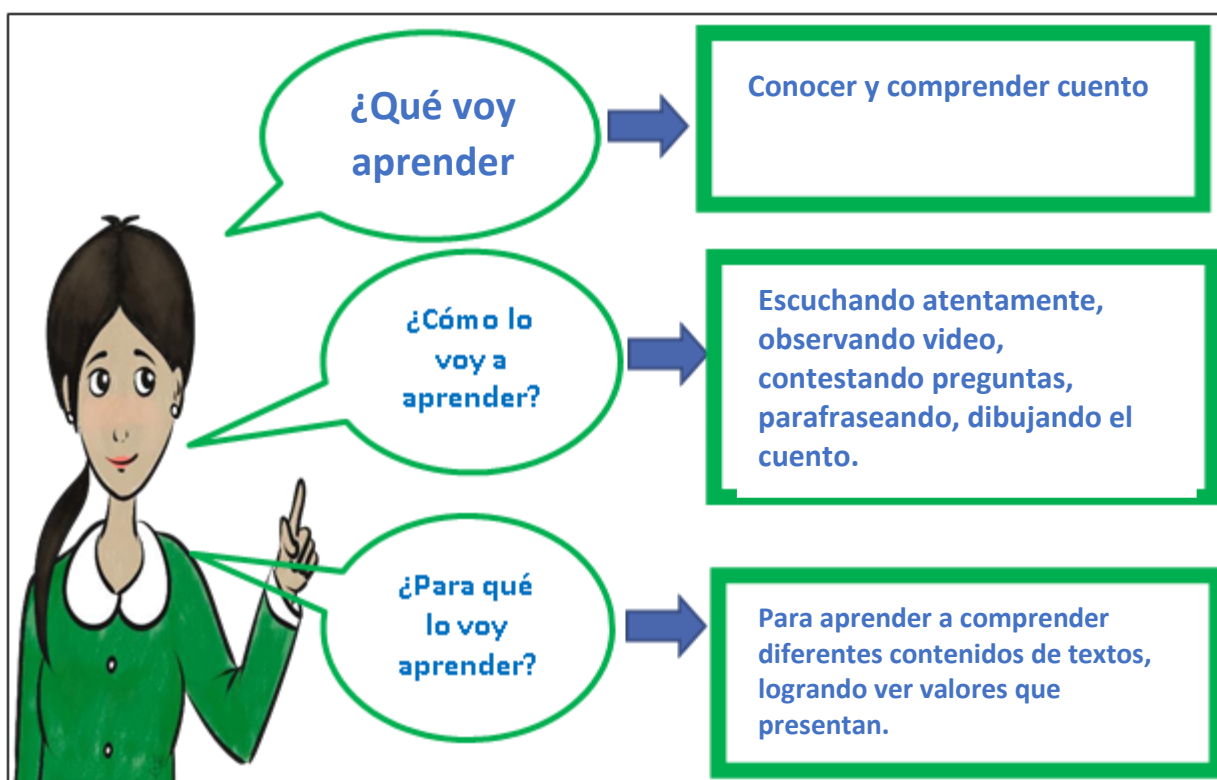 ¿Qué voy
aprender
Conocer y comprender cuento
¿Cómo lo
voy a
aprender?
Escuchando atentamente,
observando video,
contestando preguntas,
parafraseando, dibujando el
cuento.
¿Para qué
lo voy
aprender?
Para aprender a comprender
diferentes contenidos de textos,
logrando ver valores que
presentan.